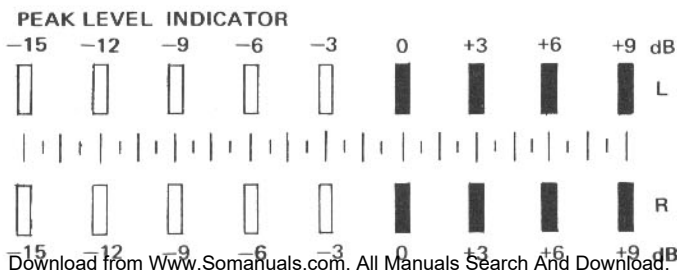 PEAK LEVEL INDICATOR
−15 −12 −9 −6 −3 0 +3 +6 +9 dB
L
R
−15 −12 −9 −6 −3 0 +3 +6 +9 dB
Download from Www.Somanuals.com. All Manuals Search And Download.